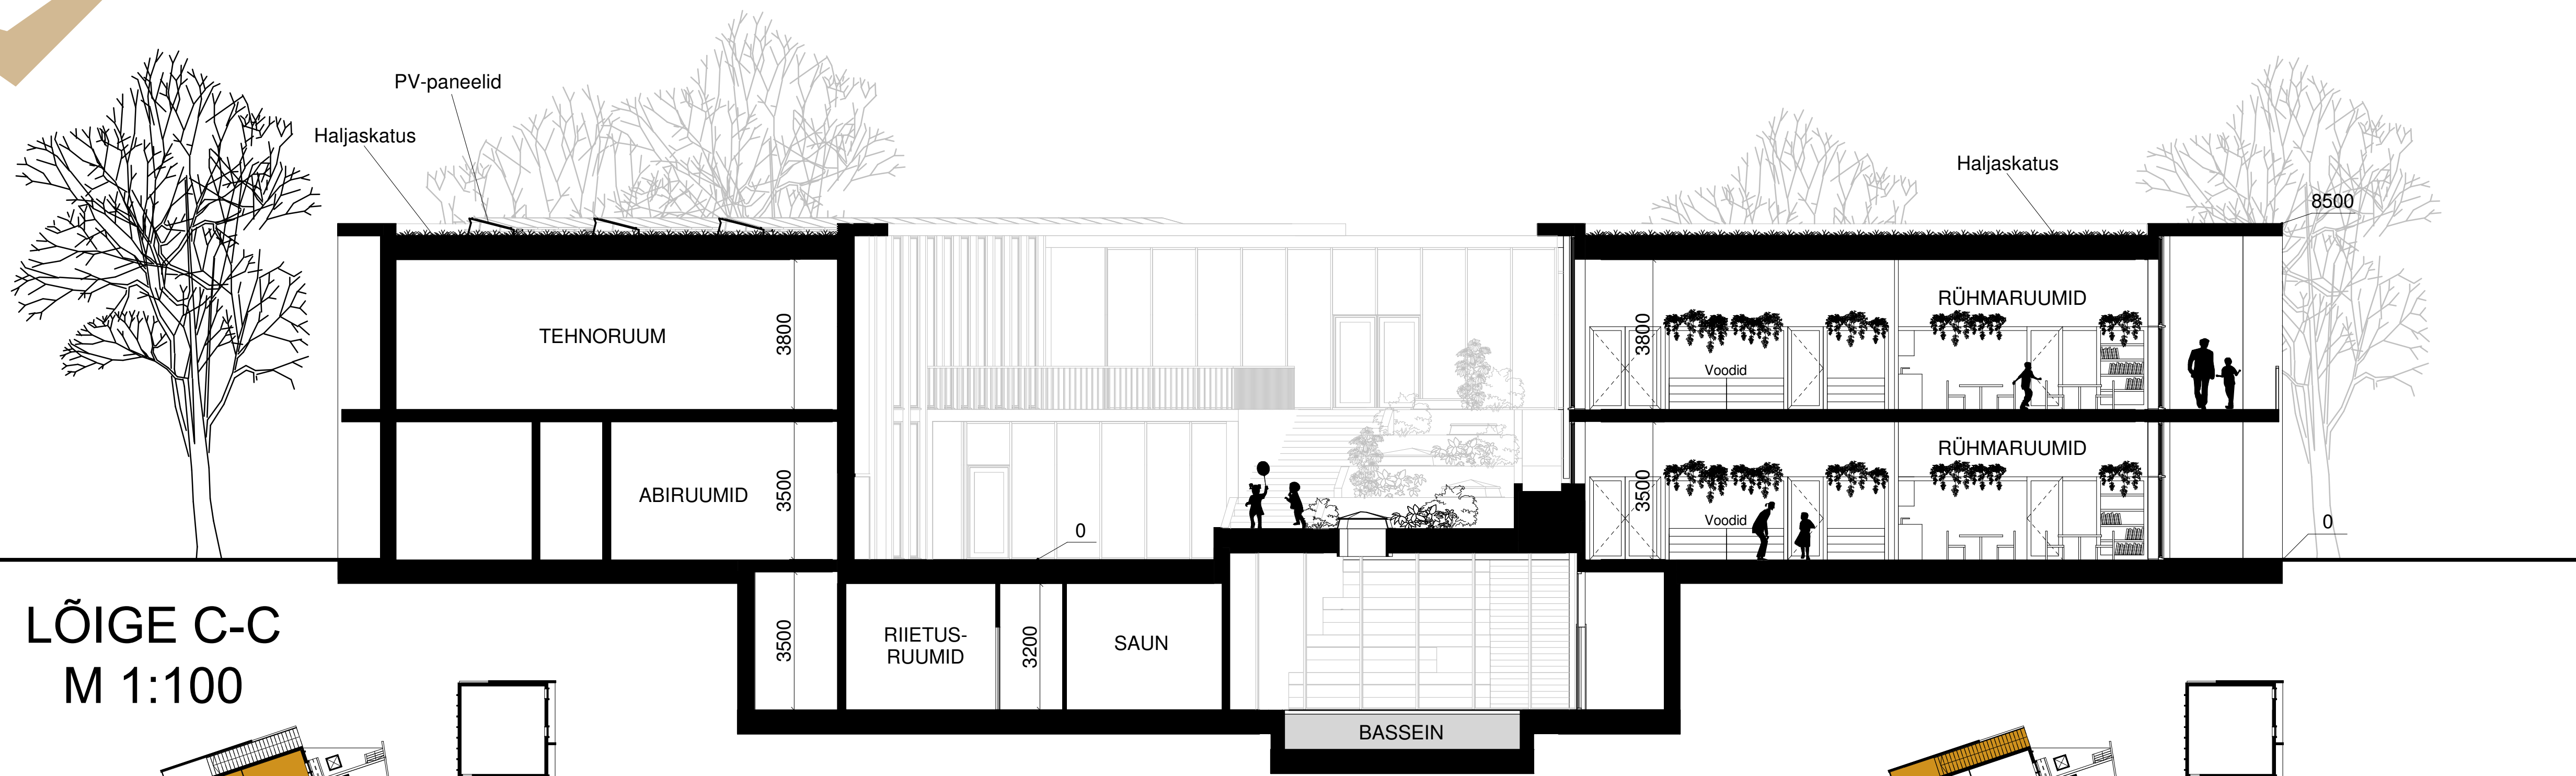 PV-paneelid
Haljaskatus
Haljaskatus
8500
TEHNORUUM
3800
3800
RÜHMARUUMID
Voodid
ABIRUUMID
3500
0
3500
RÜHMARUUMID
Voodid
0
LÕIGE C-C
M 1:100
3500
RIIETUS-
RUUMID
3200
SAUN
BASSEIN